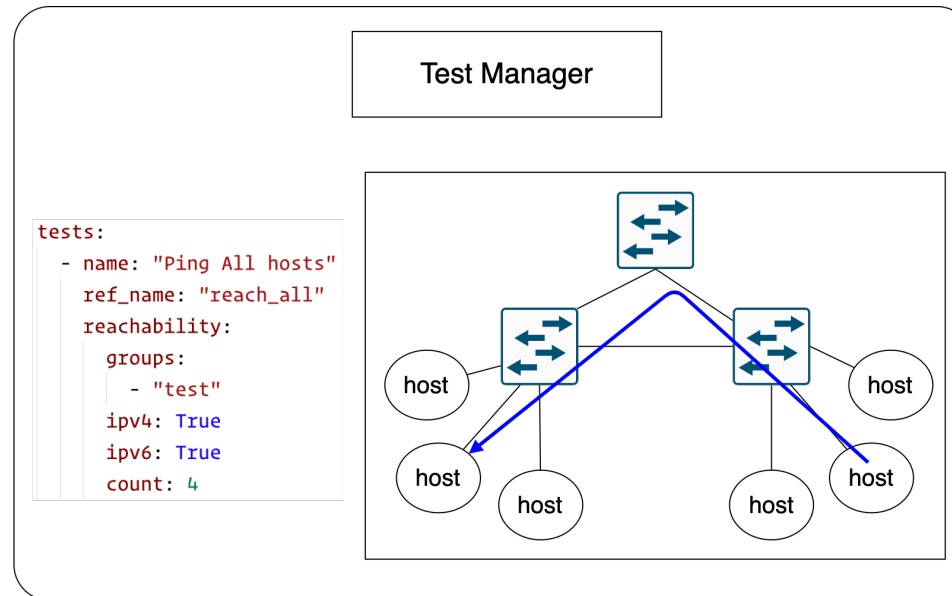 Test Manager
tests:
  - name: "Ping All hosts"
    ref_name: "reach_all"
    reachability:
      groups:
        - "test"
      ipv4: True
      ipv6: True
      count: 4
host
host
host
host
host
host